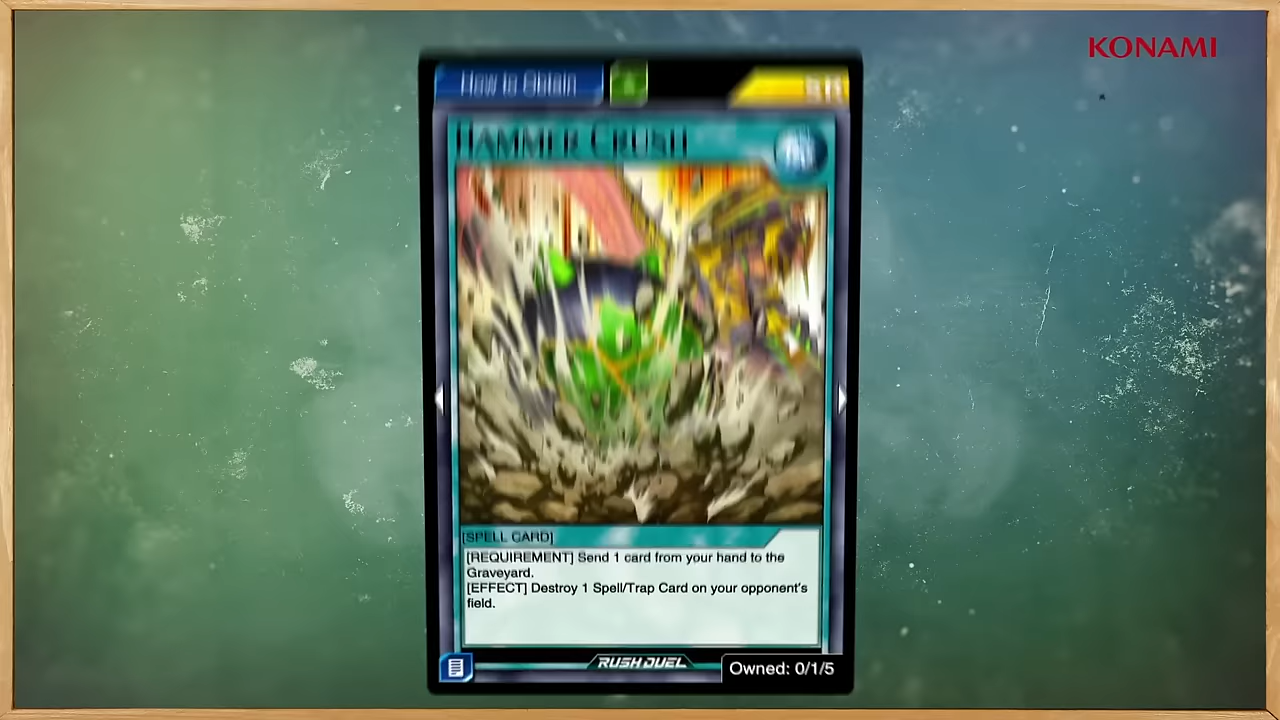 KONAMI
How to Obtain
SR
HAMMER CRUSH
[SPELL CARD]
[REQUIREMENT] Send 1 card from your hand to the
Graveyard.
[EFFECT] Destroy 1 Spell/Trap Card on your opponent's
field.
RUSH DUEL
Owned: 0/1/5